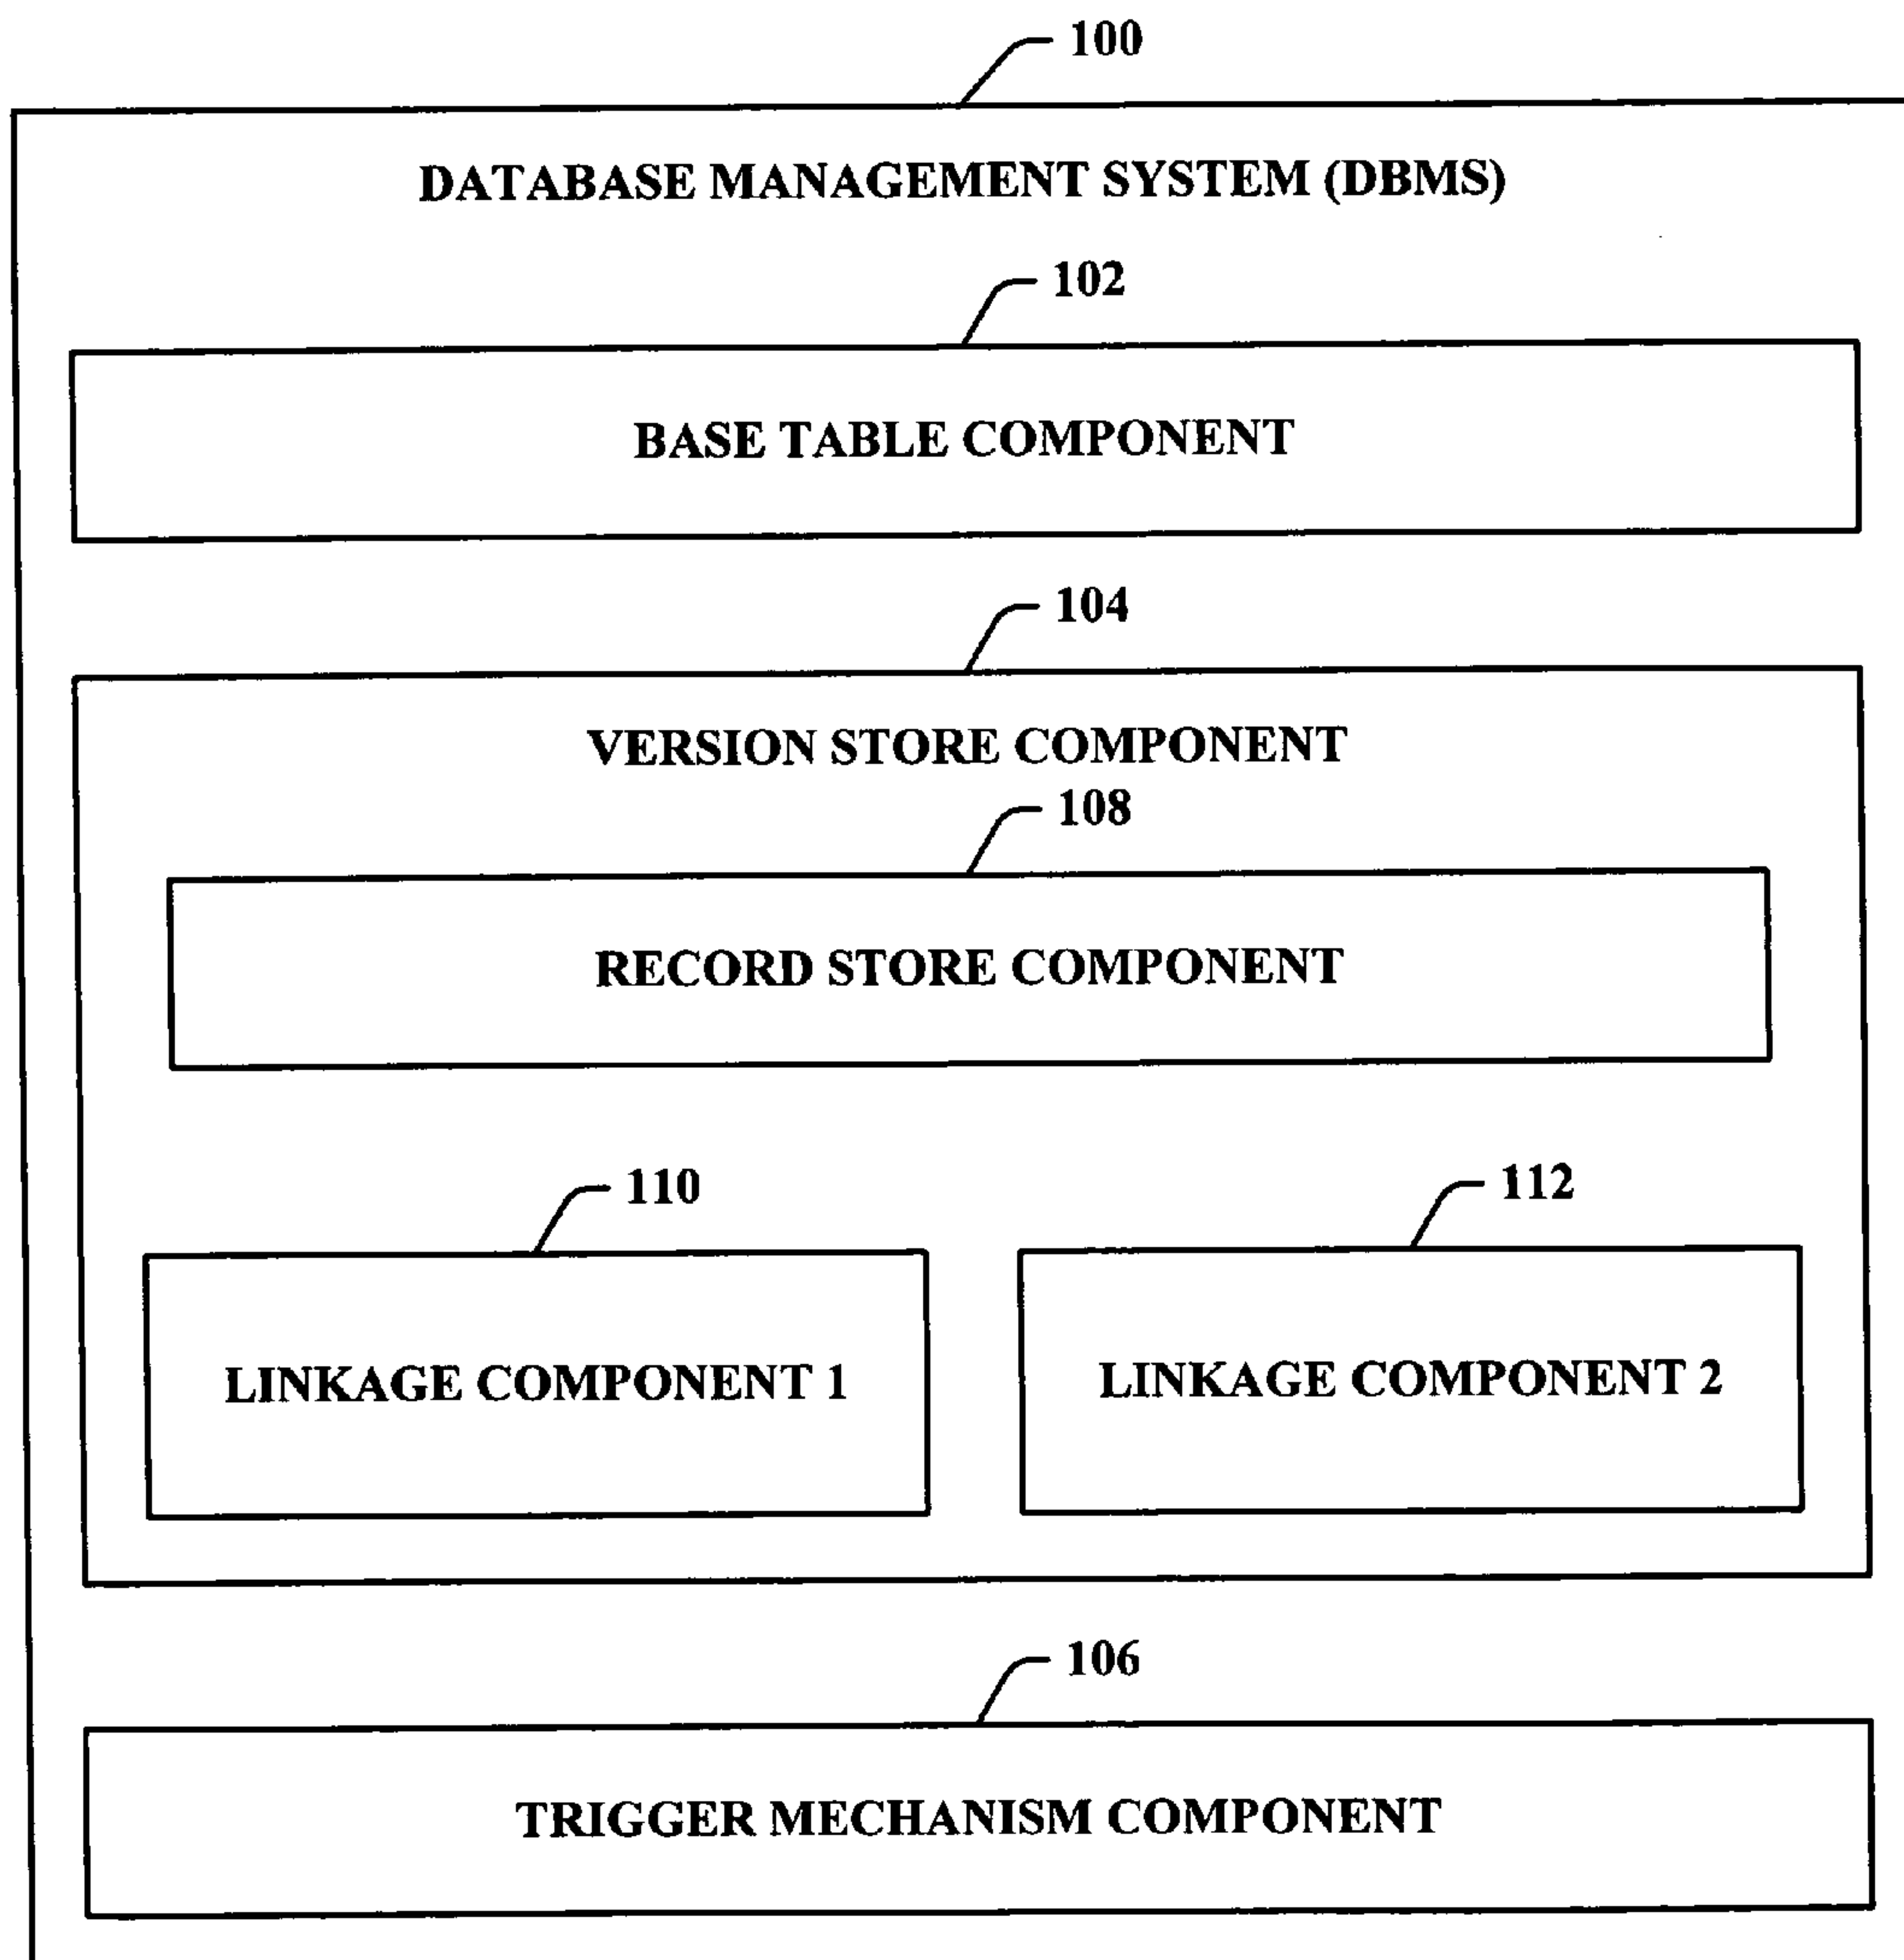 100
DATABASE MANAGEMENT SYSTEM (DBMS)
102
BASE TABLE COMPONENT
104
VERSION STORE COMPONENT
108
RECORD STORE COMPONENT
110
112
LINKAGE COMPONENT 1
LINKAGE COMPONENT 2
106
TRIGGER MECHANISM COMPONENT